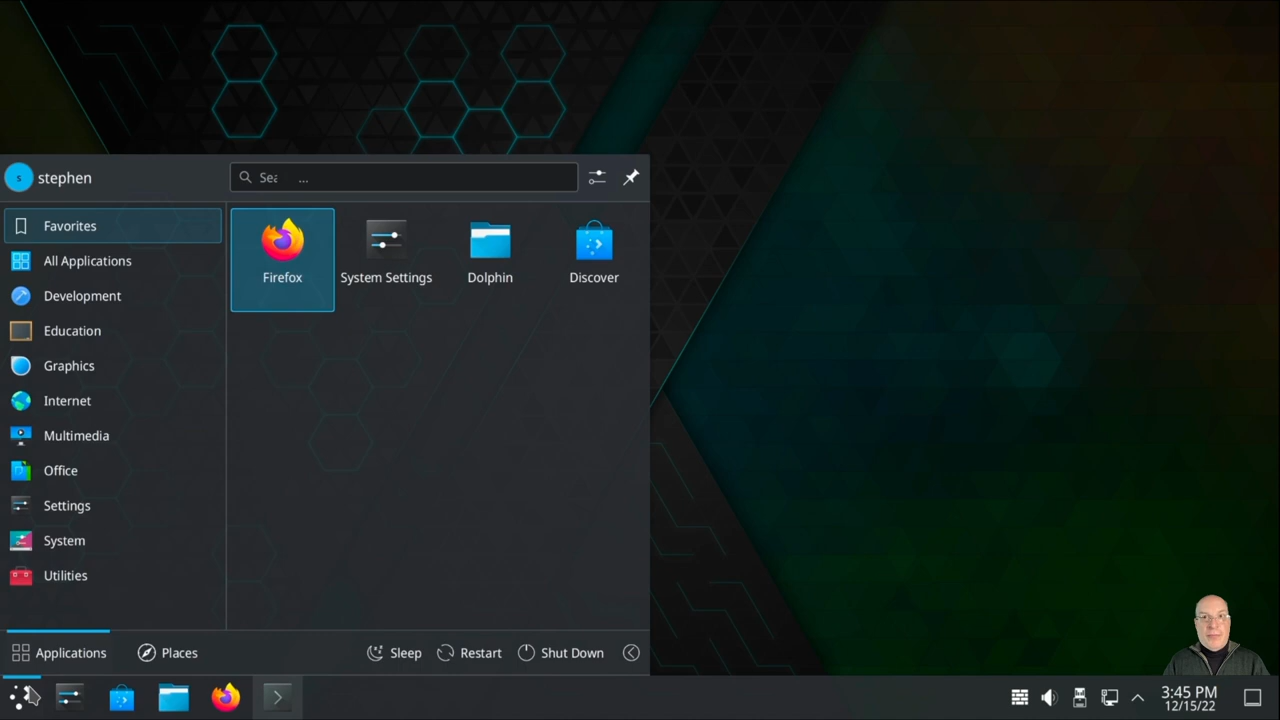 stephen
...
Favorites
All Applications
Development
Education
Graphics
Internet
Multimedia
Office
Settings
System
Utilities
Firefox
System Settings
Dolphin
Discover
Applications
Places
Sleep
Restart
Shut Down
3:45 PM
12/15/22